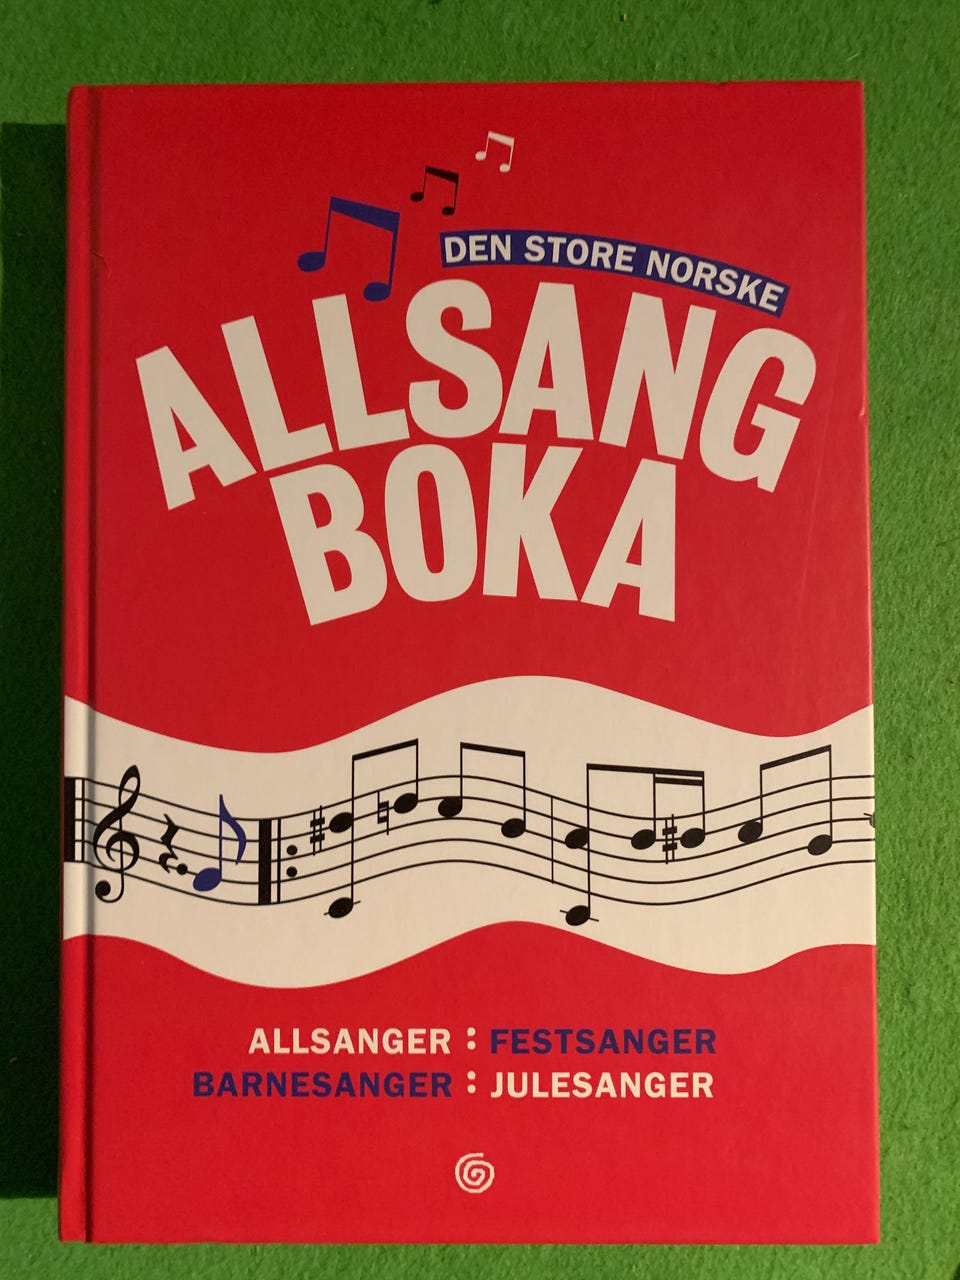 DEN STORE NORSKE
ALLSANG
BOKA
ALLSANGER : FESTSANGER
BARNESANGER : JULESANGER